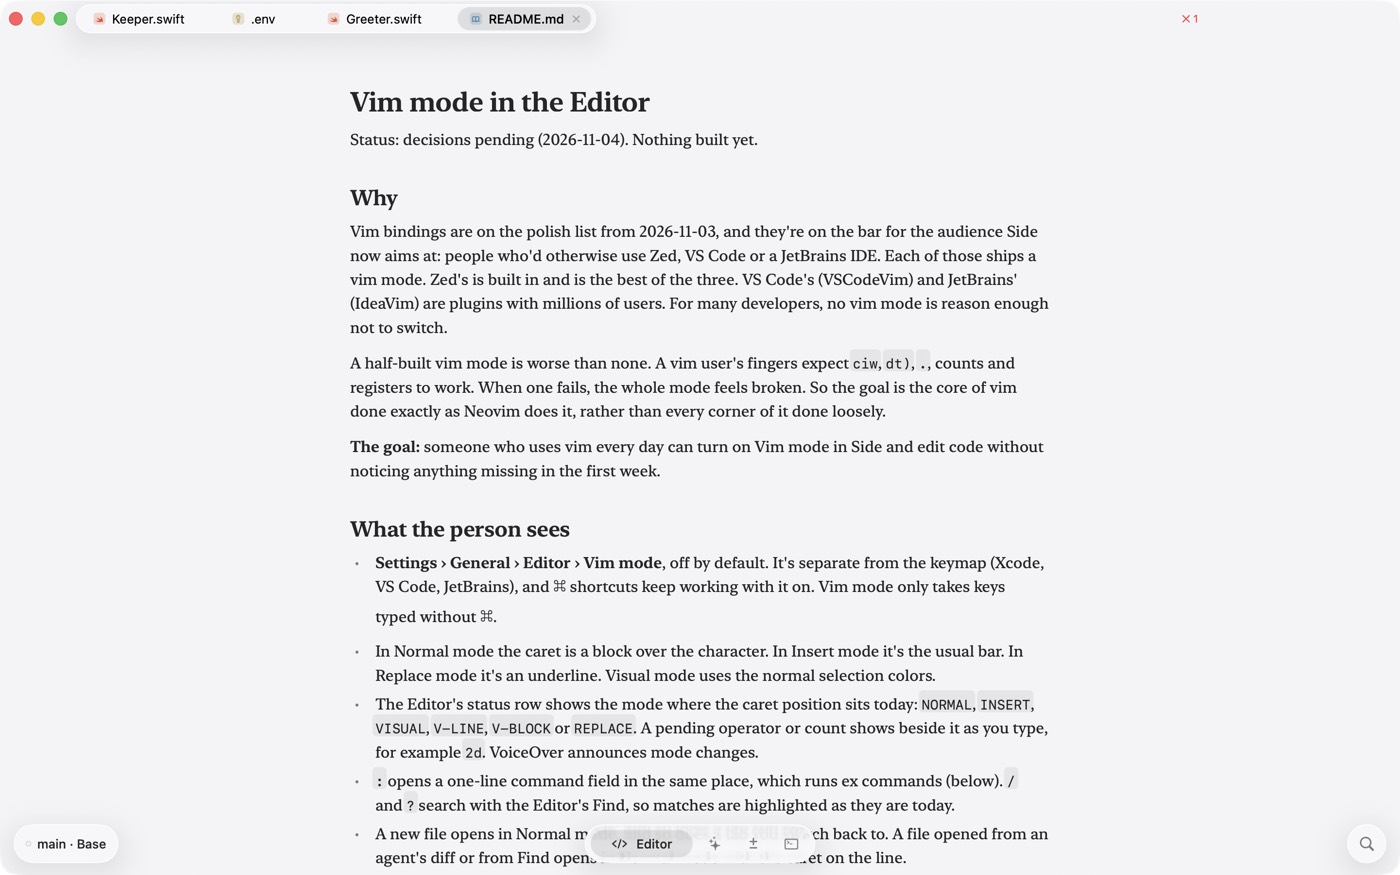 Keeper.swift
.env
Greeter.swift
README.md
1
Vim mode in the Editor
Status: decisions pending (2026-11-04). Nothing built yet.
Why
Vim bindings are on the polish list from 2026-11-03, and they're on the bar for the audience Side
now aims at: people who'd otherwise use Zed, VS Code or a JetBrains IDE. Each of those ships a
vim mode. Zed's is built in and is the best of the three. VS Code's (VSCodeVim) and JetBrains'
(IdeaVim) are plugins with millions of users. For many developers, no vim mode is reason enough
not to switch.
A half-built vim mode is worse than none. A vim user's fingers expect ciw, dt), ., counts and
registers to work. When one fails, the whole mode feels broken. So the goal is the core of vim
done exactly as Neovim does it, rather than every corner of it done loosely.
The goal: someone who uses vim every day can turn on Vim mode in Side and edit code without
noticing anything missing in the first week.
What the person sees
Settings › General › Editor › Vim mode, off by default. It's separate from the keymap (Xcode,
VS Code, JetBrains), and ⌘ shortcuts keep working with it on. Vim mode only takes keys
typed without ⌘.
In Normal mode the caret is a block over the character. In Insert mode it's the usual bar. In
Replace mode it's an underline. Visual mode uses the normal selection colors.
The Editor's status row shows the mode where the caret position sits today: NORMAL, INSERT,
VISUAL, V-LINE, V-BLOCK or REPLACE. A pending operator or count shows beside it as you type,
for example 2d. VoiceOver announces mode changes.
: opens a one-line command field in the same place, which runs ex commands (below). /
and ? search with the Editor's Find, so matches are highlighted as they are today.
A new file opens in Normal back to. A file opened from an
agent's diff or from Find opens on the line.
main · Base
</> Editor